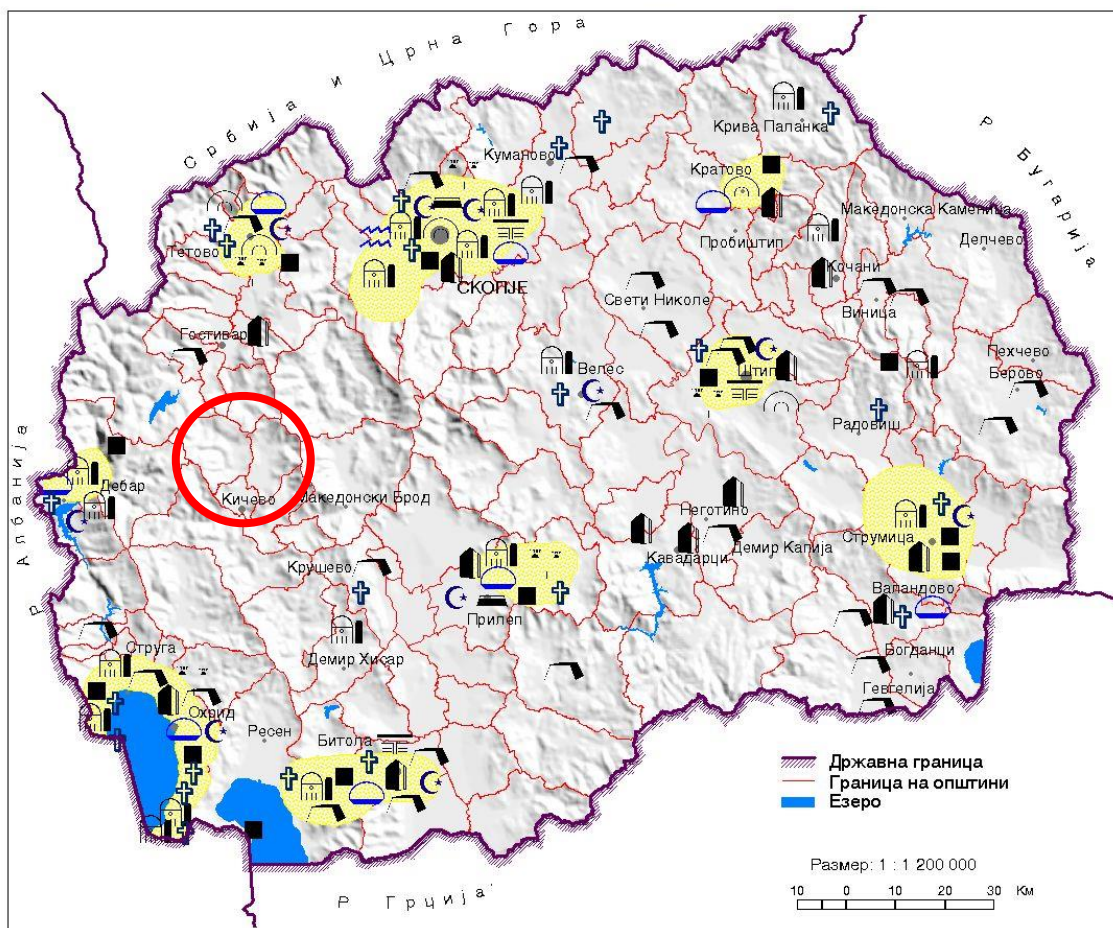 Србија и Црна Гора
Р Бугарија
Р Албанија
Р Грција
Крива Паланка
Куманово
Кратово
Македонска Каменица
Делчево
Пробиштип
Тетово
СКОПЈЕ
Кочани
Свети Николе
Виница
Гостивар
Пехчево
Велес
Штип
Берово
Радовиш
Дебар
Кичево
Македонски Брод
Неготино
Струмица
Кавадарци
Демир Капија
Крушево
Валандово
Прилеп
Струга
Демир Хисар
Богданци
Гевгелија
Охрид
Ресен
Битола
Државна граница
Граница на општини
Езеро
Размер: 1 : 1 200 000
10 0 10 20 30 Км